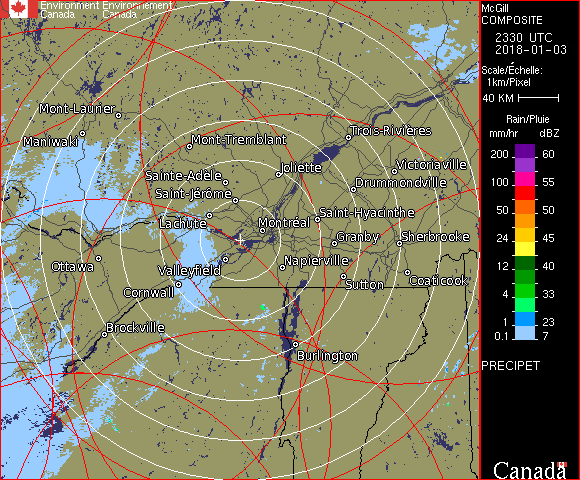 Environment Environnement
Canada Canada
McGill
COMPOSITE
2330 UTC
2018-01-03
Scale/Échelle:
1km/Pixel
40 KM
Rain/Pluie
mm/hr dBZ
200 60
155 55
100 55
50 50
24 45
12 40
4 33
1 23
0.1 7
PRECIPET
Canada
Mont-Laurier
Maniwaki
Mont-Tremblant
Trois-Rivières
Sainte-Adèle
Joliette
Victoriaville
Saint-Jérôme
Drummondville
Lachute
Montréal
Saint-Hyacinthe
Granby
Sherbrooke
Ottawa
Valleyfield
Napierville
Cornwall
Sutton
Coaticook
Brockville
Burlington